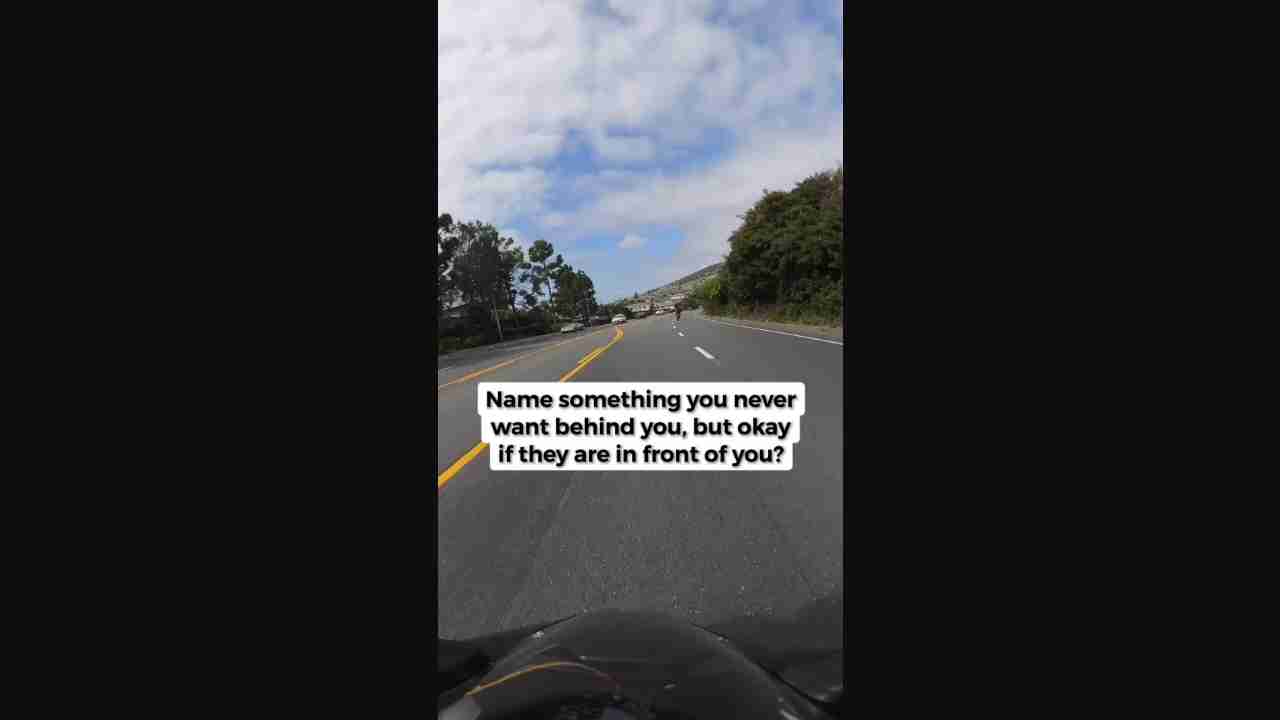 Name something you never
want behind you, but okay
if they are in front of you?